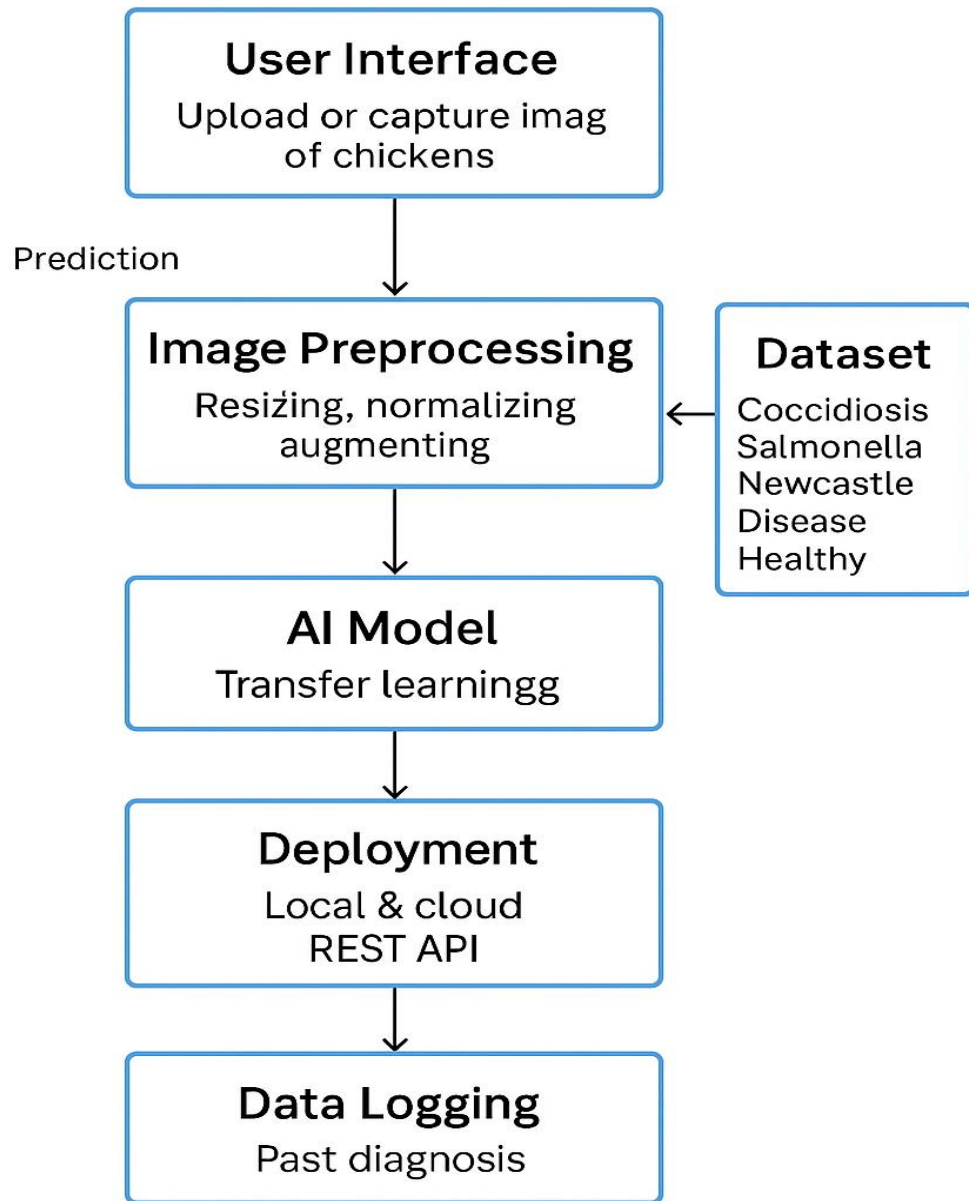 User Interface
Upload or capture imag
of chickens
Prediction
Image Preprocessing
Resizing, normalizing
augmenting
Dataset
Coccidiosis
Salmonella
Newcastle
Disease
Healthy
AI Model
Transfer learningg
Deployment
Local & cloud
REST API
Data Logging
Past diagnosis